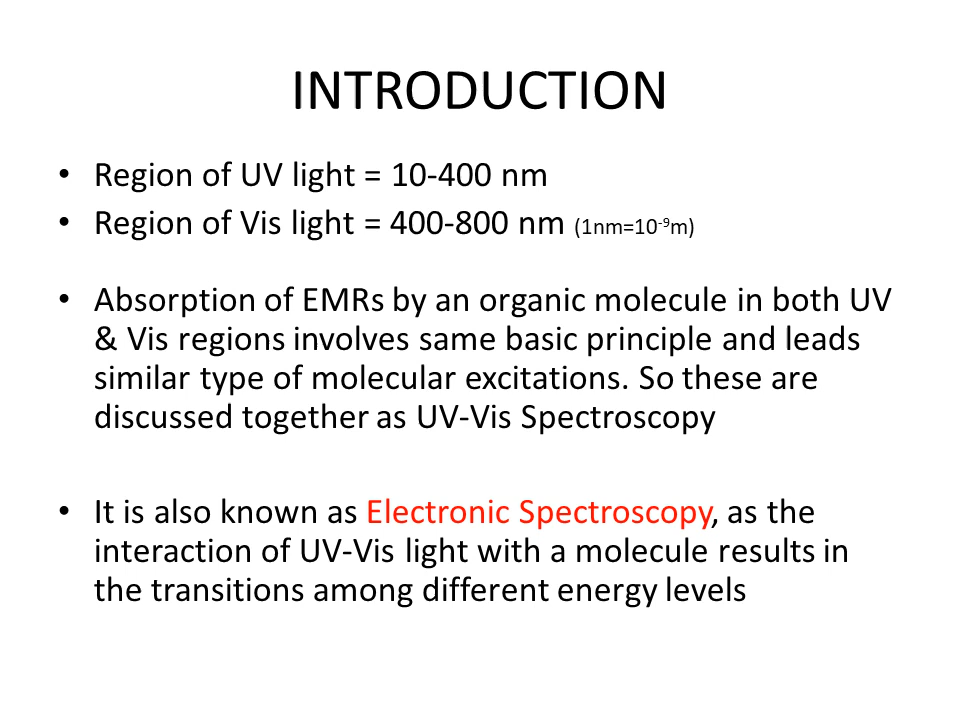 INTRODUCTION
• Region of UV light = 10-400 nm
• Region of Vis light = 400-800 nm (1nm=10⁻⁹m)
• Absorption of EMRs by an organic molecule in both UV
& Vis regions involves same basic principle and leads
similar type of molecular excitations. So these are
discussed together as UV-Vis Spectroscopy
• It is also known as Electronic Spectroscopy, as the
interaction of UV-Vis light with a molecule results in
the transitions among different energy levels